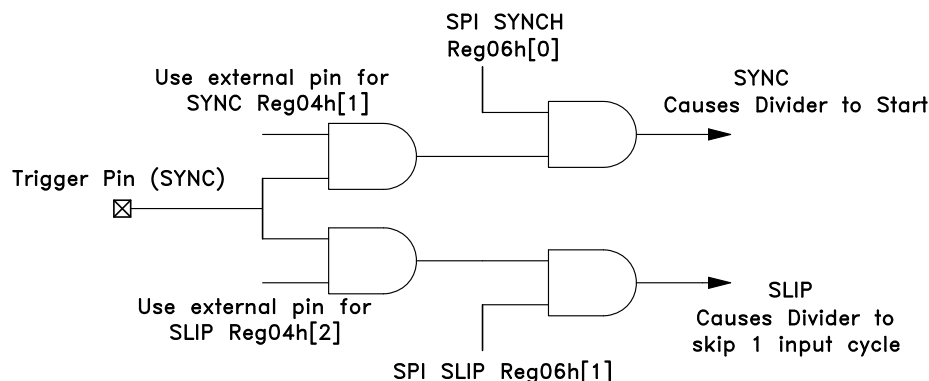 SPI SYNCH
Reg06h[0]
Use external pin for
SYNC Reg04h[1]
SYNC
Causes Divider to Start
Trigger Pin (SYNC)
Use external pin for
SLIP Reg04h[2]
SLIP
Causes Divider to
skip 1 input cycle
SPI SLIP Reg06h[1]